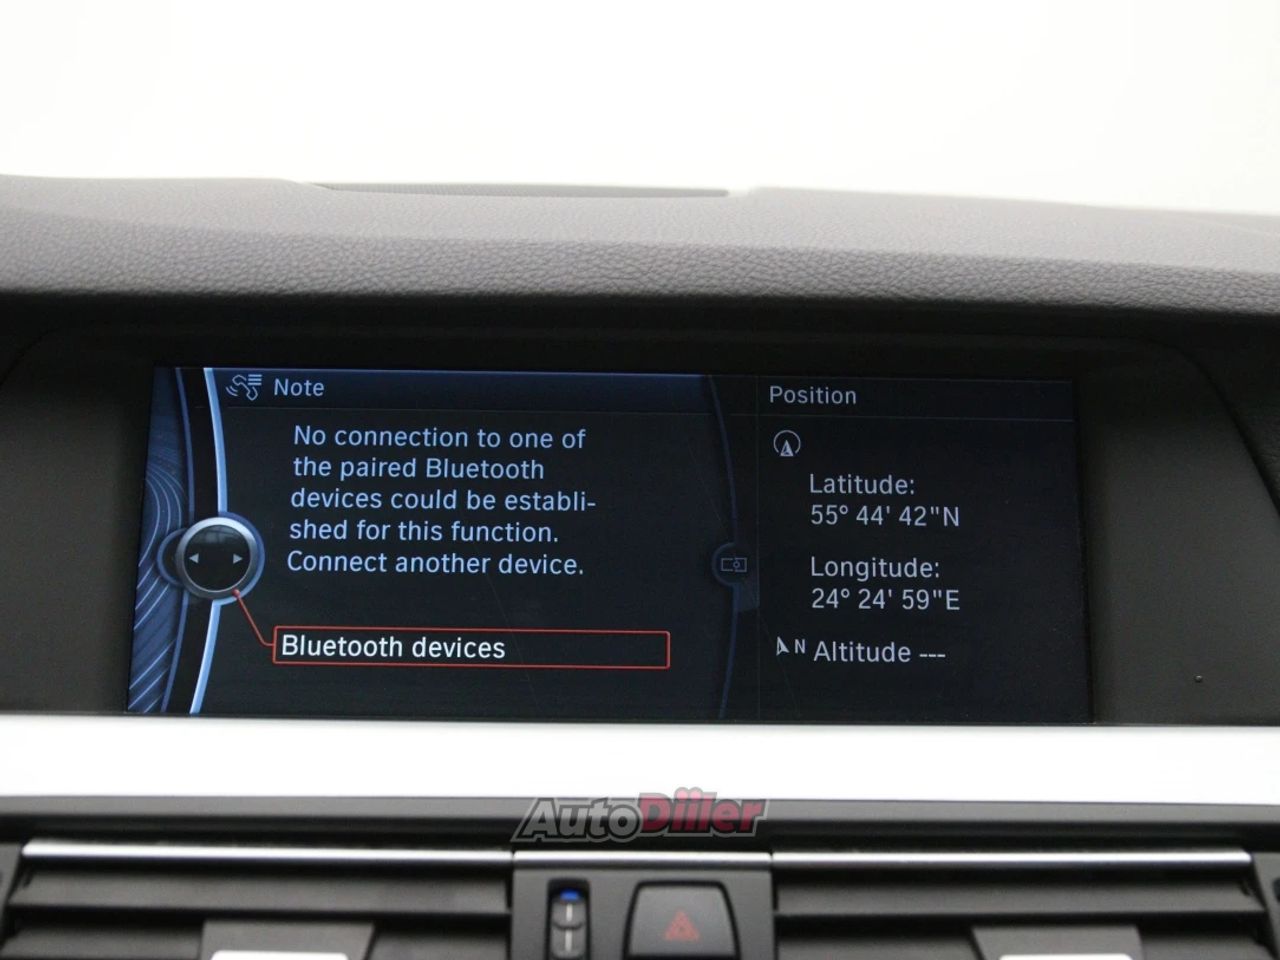 Note
No connection to one of
the paired Bluetooth
devices could be establi-
shed for this function.
Connect another device.
Bluetooth devices
Position
Latitude:
55° 44' 42"N
Longitude:
24° 24' 59"E
N Altitude ---
AutoDiiler